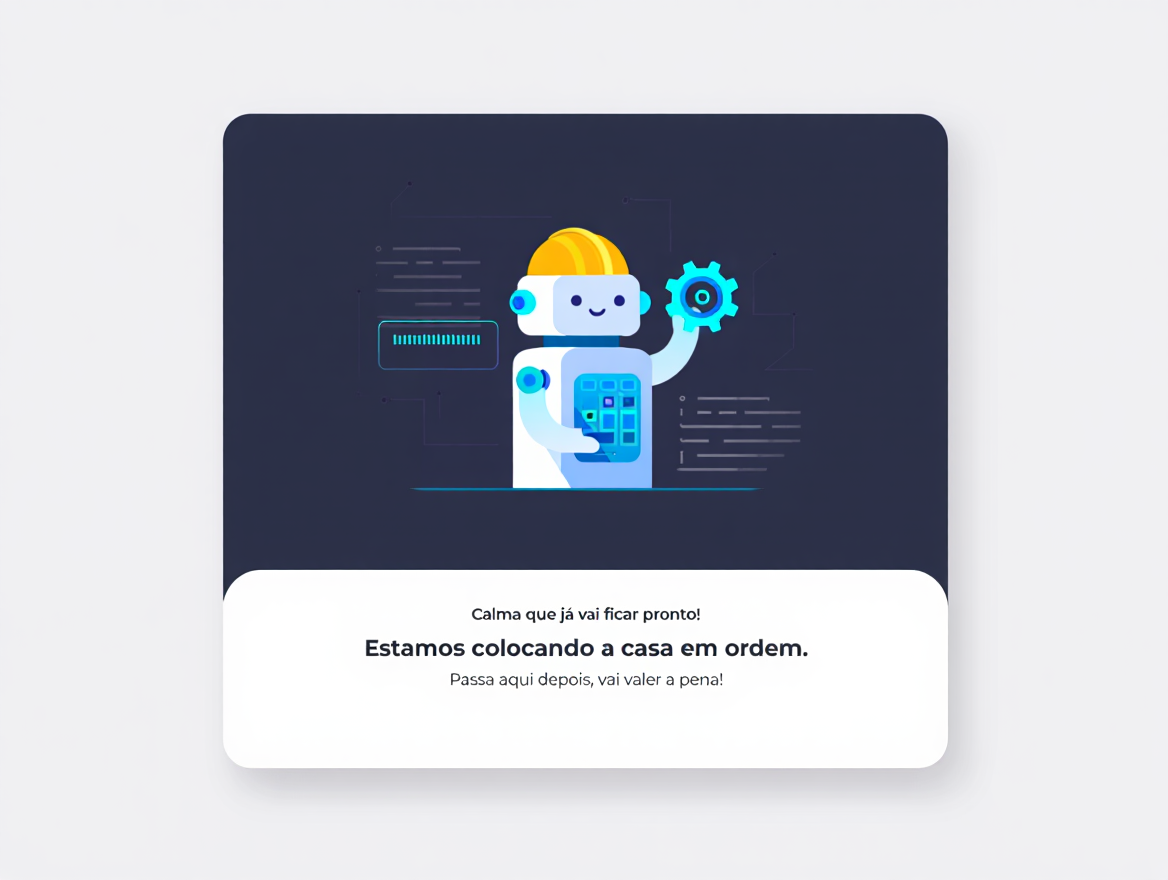 Calma que já vai ficar pronto!
Estamos colocando a casa em ordem.
Passa aqui depois, vai valer a pena!